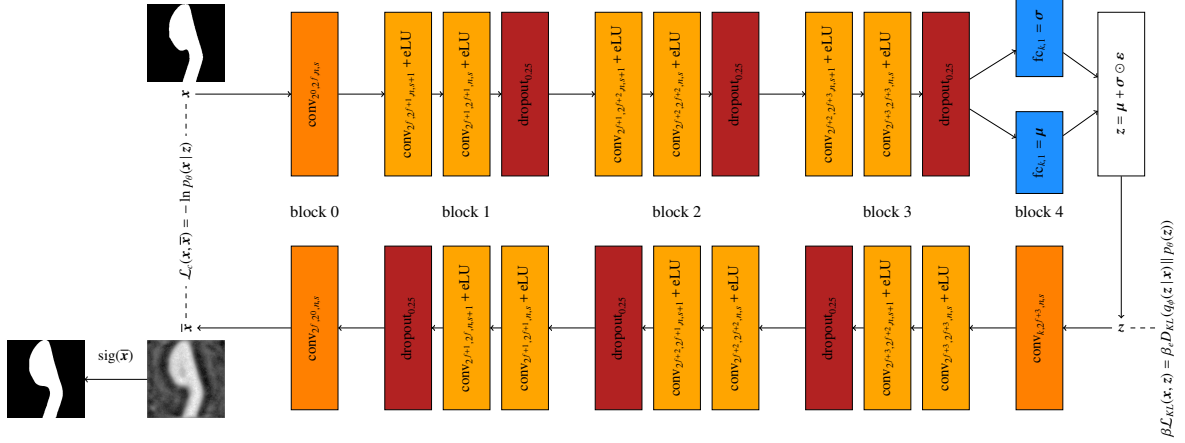 x
conv_{2^0,2^f,n,s}
conv_{2^f,2^{f+1},n,s+1} + eLU
conv_{2^{f+1},2^{f+1},n,s} + eLU
dropout_{0.25}
conv_{2^{f+1},2^{f+2},n,s+1} + eLU
conv_{2^{f+2},2^{f+2},n,s} + eLU
dropout_{0.25}
conv_{2^{f+2},2^{f+3},n,s+1} + eLU
conv_{2^{f+3},2^{f+3},n,s} + eLU
dropout_{0.25}
fc_{k,1} = σ
fc_{k,1} = μ
z = μ + σ ⊙ ε
L_c(x, x̄) = − ln p_θ(x | z)
block 0
block 1
block 2
block 3
block 4
x̄
conv_{2^f,2^0,n,s}
dropout_{0.25}
conv_{2^{f+1},2^f,n,s+1} + eLU
conv_{2^{f+1},2^{f+1},n,s} + eLU
dropout_{0.25}
conv_{2^{f+2},2^{f+1},n,s+1} + eLU
conv_{2^{f+2},2^{f+2},n,s} + eLU
dropout_{0.25}
conv_{2^{f+3},2^{f+2},n,s+1} + eLU
conv_{2^{f+3},2^{f+3},n,s} + eLU
conv_{k,2^{f+3},n,s}
z
βL_{KL}(x, z) = β_c D_{KL}(q_ϕ(z | x) || p_θ(z))
sig(x̄)